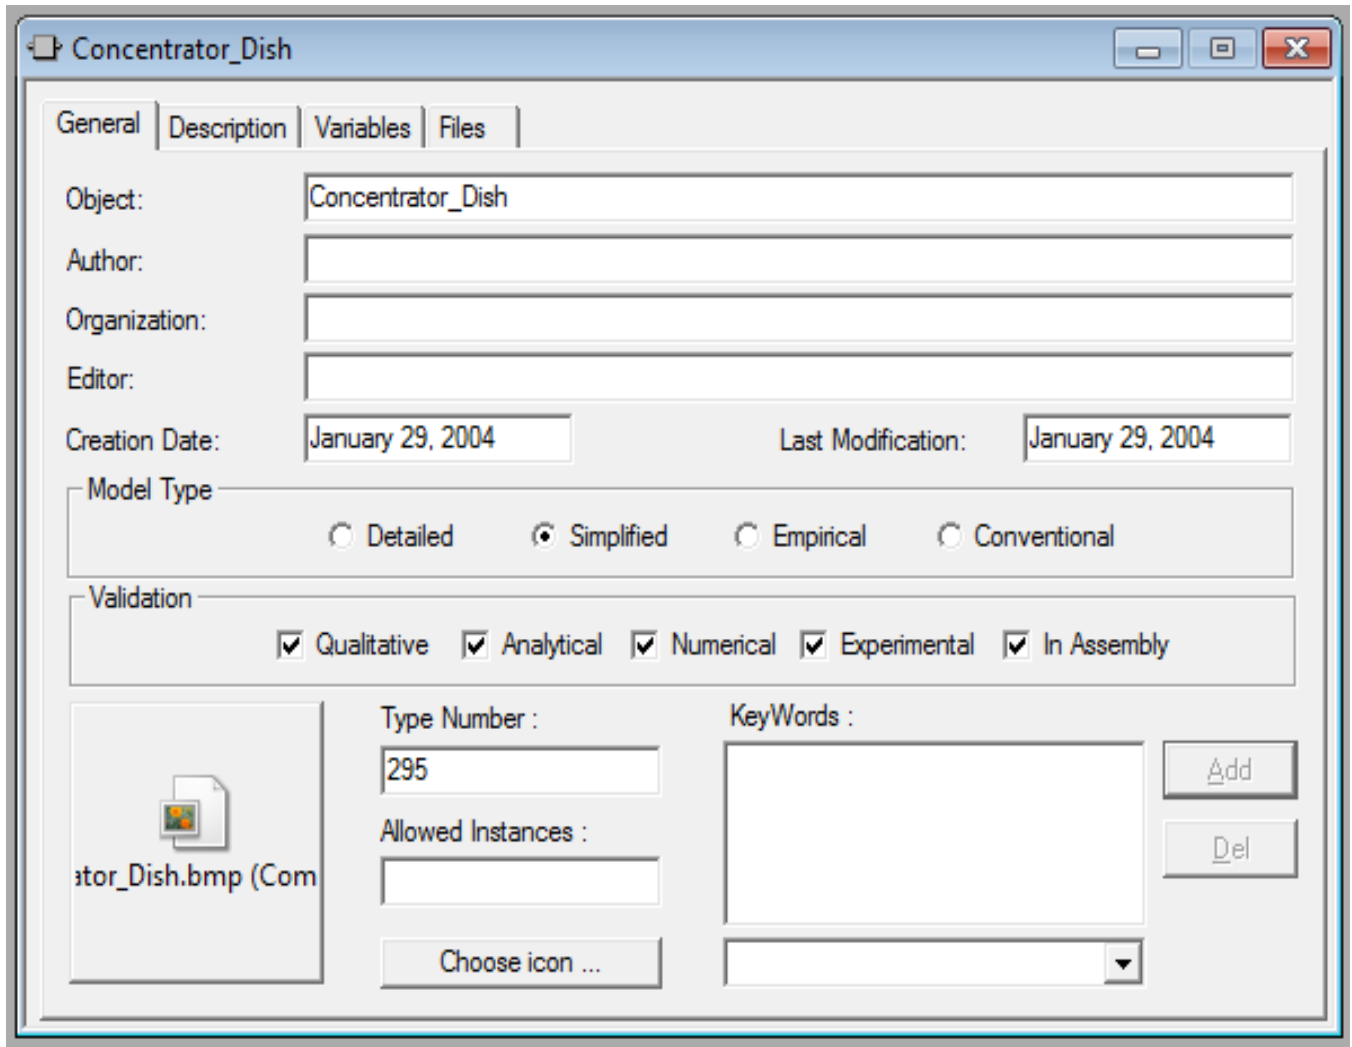 Concentrator_Dish
General Description Variables Files
Object: Concentrator_Dish
Author:
Organization:
Editor:
Creation Date: January 29, 2004 Last Modification: January 29, 2004
Model Type
Detailed Simplified Empirical Conventional
Validation
Qualitative Analytical Numerical Experimental In Assembly
Type Number : KeyWords :
295 Add
Allowed Instances : Del
ator_Dish.bmp (Com
Choose icon ...